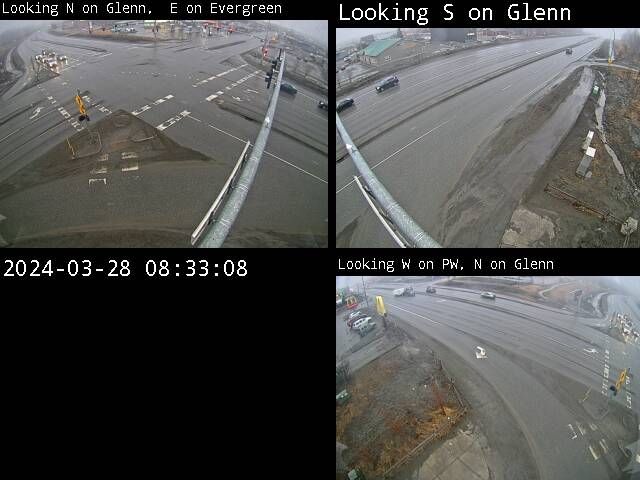 Looking N on Glenn, E on Evergreen
Looking S on Glenn
2024-03-28 08:33:08
Looking W on PW, N on Glenn